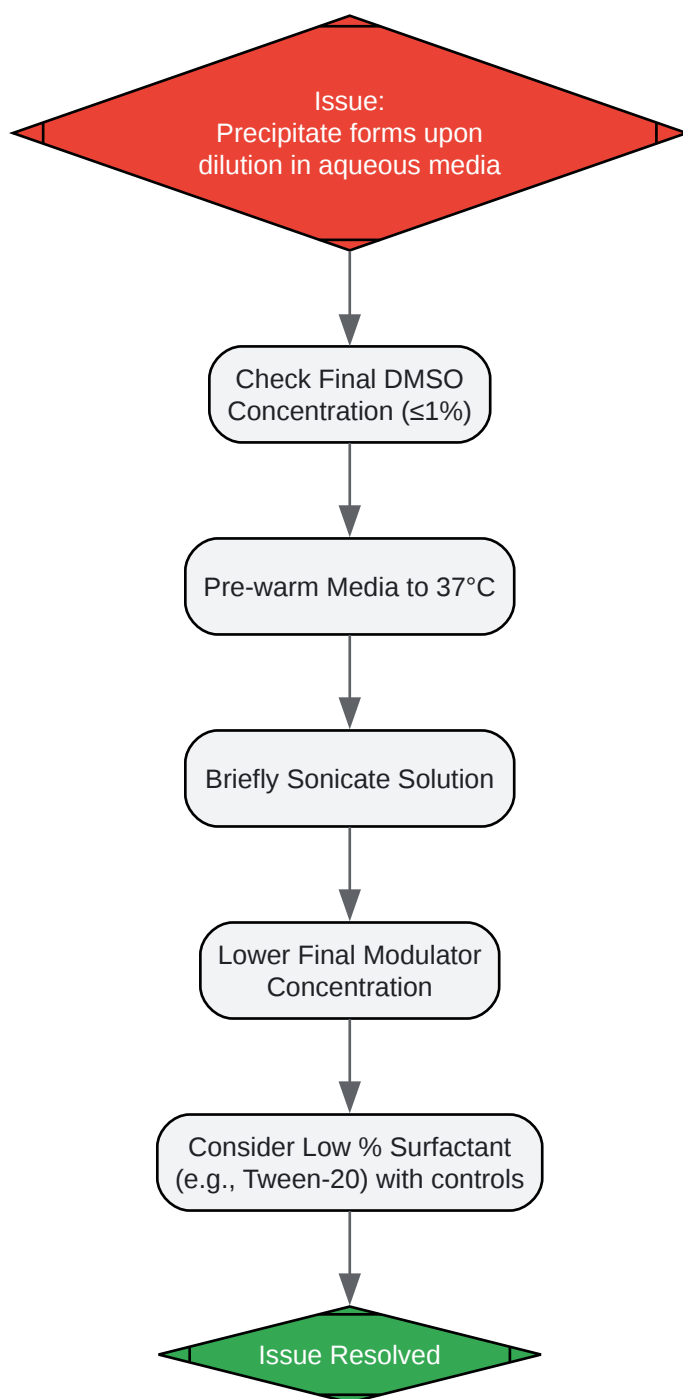 Issue:
Precipitate forms upon
dilution in aqueous media
Check Final DMSO
Concentration (≤1%)
Pre-warm Media to 37°C
Briefly Sonicate Solution
Lower Final Modulator
Concentration
Consider Low % Surfactant
(e.g., Tween-20) with controls
Issue Resolved